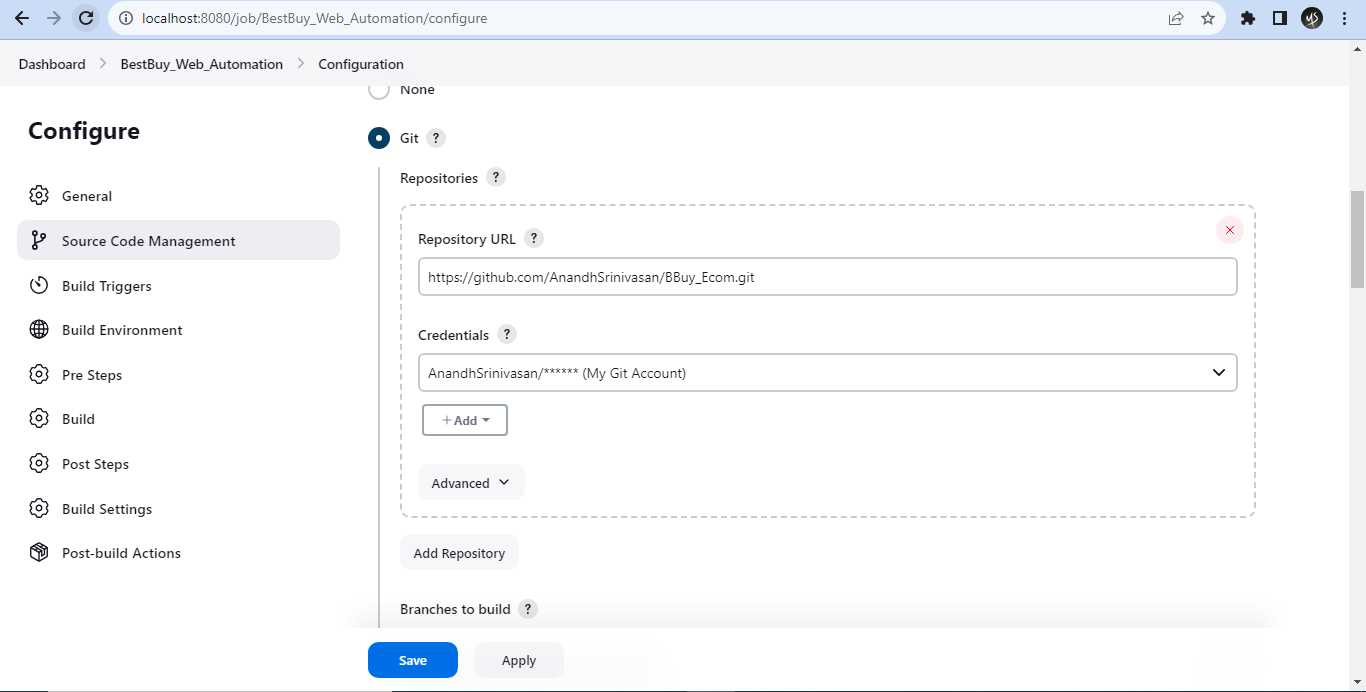 localhost:8080/job/BestBuy_Web_Automation/configure
MS
Dashboard > BestBuy_Web_Automation > Configuration
Configure
General
Source Code Management
Build Triggers
Build Environment
Pre Steps
Build
Post Steps
Build Settings
Post-build Actions
None
Git ?
Repositories ?
Repository URL ?
https://github.com/AnandhSrinivasan/BBuy_Ecom.git
Credentials ?
AnandhSrinivasan/****** (My Git Account)
+ Add
Advanced
Add Repository
Branches to build ?
Save Apply